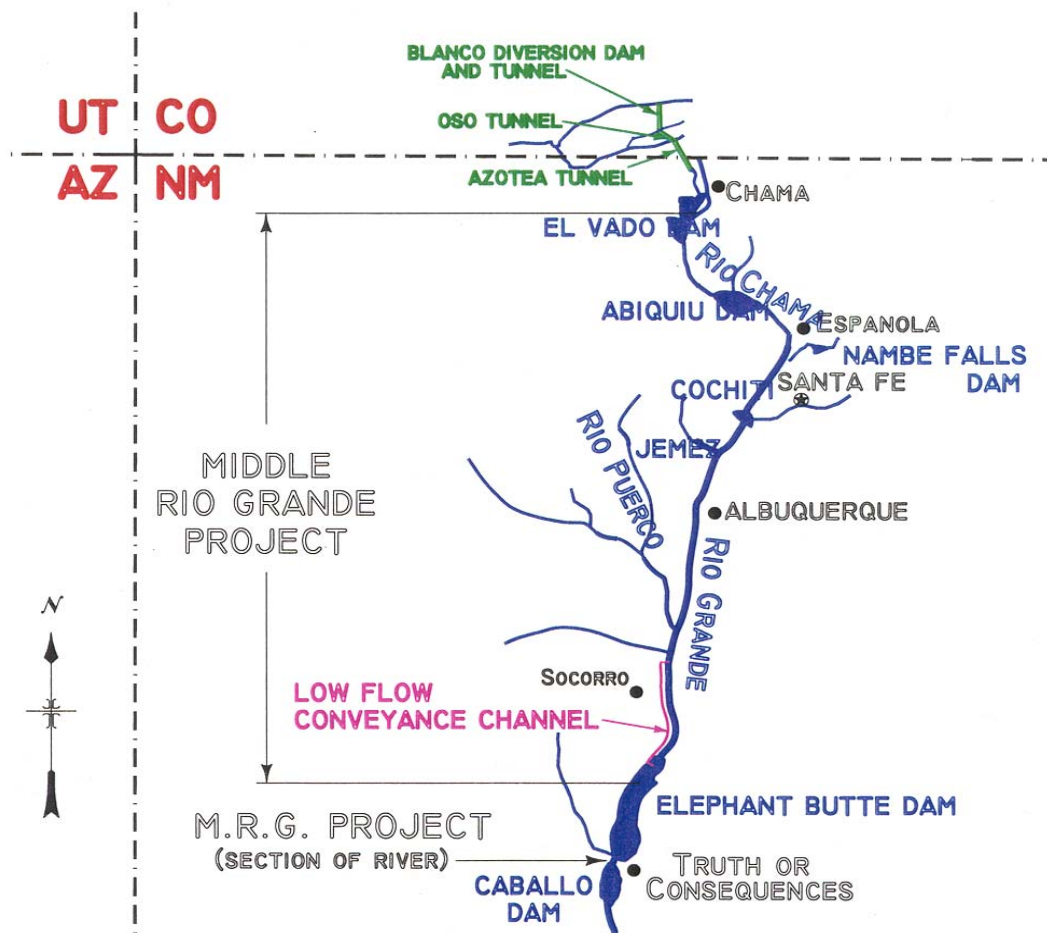 BLANCO DIVERSION DAM
AND TUNNEL
UT CO
OSO TUNNEL
AZ NM
AZOTEA TUNNEL
CHAMA
EL VADO DAM
RIO CHAMA
ABIQUIU DAM
ESPANOLA
NAMBE FALLS
DAM
COCHITI
SANTA FE
RIO PUERCO
JEMEZ
MIDDLE
RIO GRANDE
PROJECT
ALBUQUERQUE
RIO GRANDE
N
SOCORRO
LOW FLOW
CONVEYANCE CHANNEL
ELEPHANT BUTTE DAM
M.R.G. PROJECT
(SECTION OF RIVER)
TRUTH OR
CONSEQUENCES
CABALLO
DAM